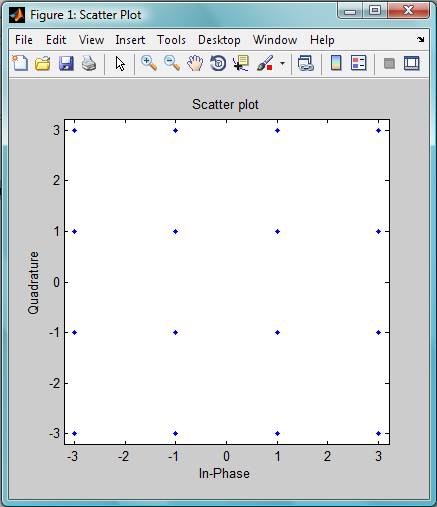 Figure 1: Scatter Plot
File Edit View Insert Tools Desktop Window Help
Scatter plot
3
2
1
0
-1
-2
-3
Quadrature
-3 -2 -1 0 1 2 3
In-Phase